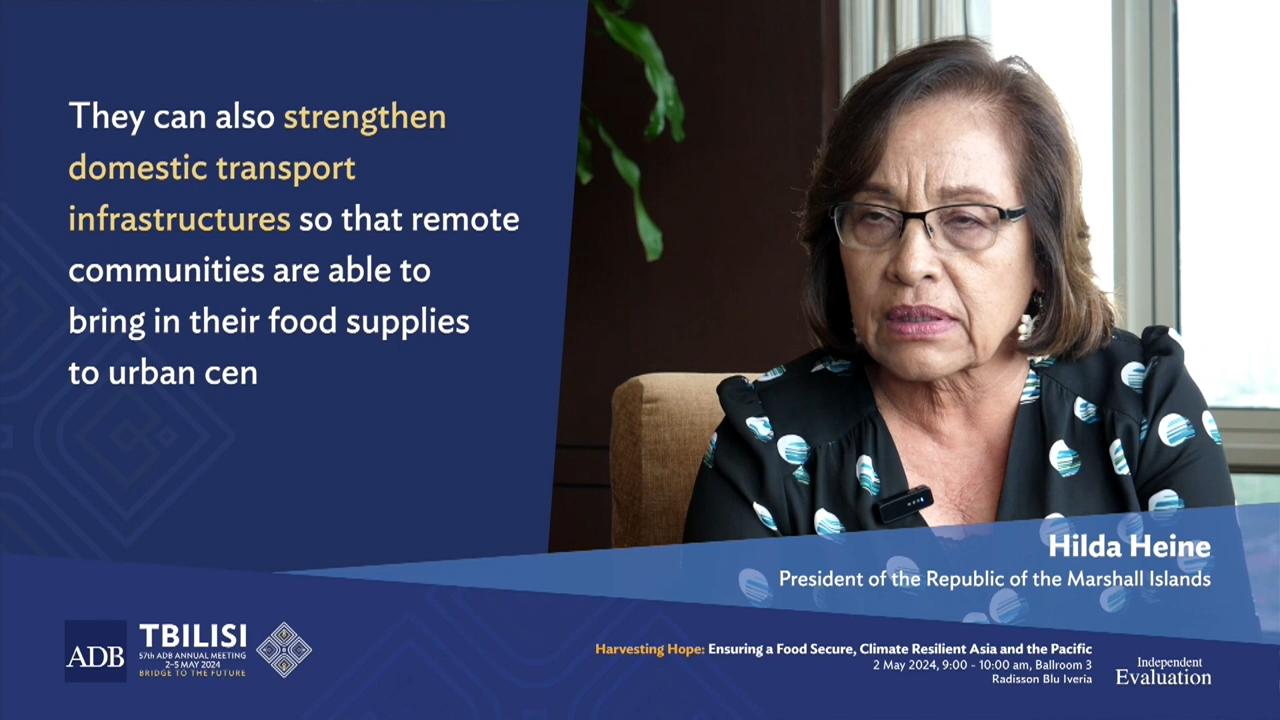 They can also strengthen
domestic transport
infrastructures so that remote
communities are able to
bring in their food supplies
to urban cen
Hilda Heine
President of the Republic of the Marshall Islands
ADB
TBILISI
57th ADB ANNUAL MEETING
2–5 MAY 2024
BRIDGE TO THE FUTURE
Harvesting Hope: Ensuring a Food Secure, Climate Resilient Asia and the Pacific
2 May 2024, 9:00 - 10:00 am, Ballroom 3
Radisson Blu Iveria
Independent
Evaluation